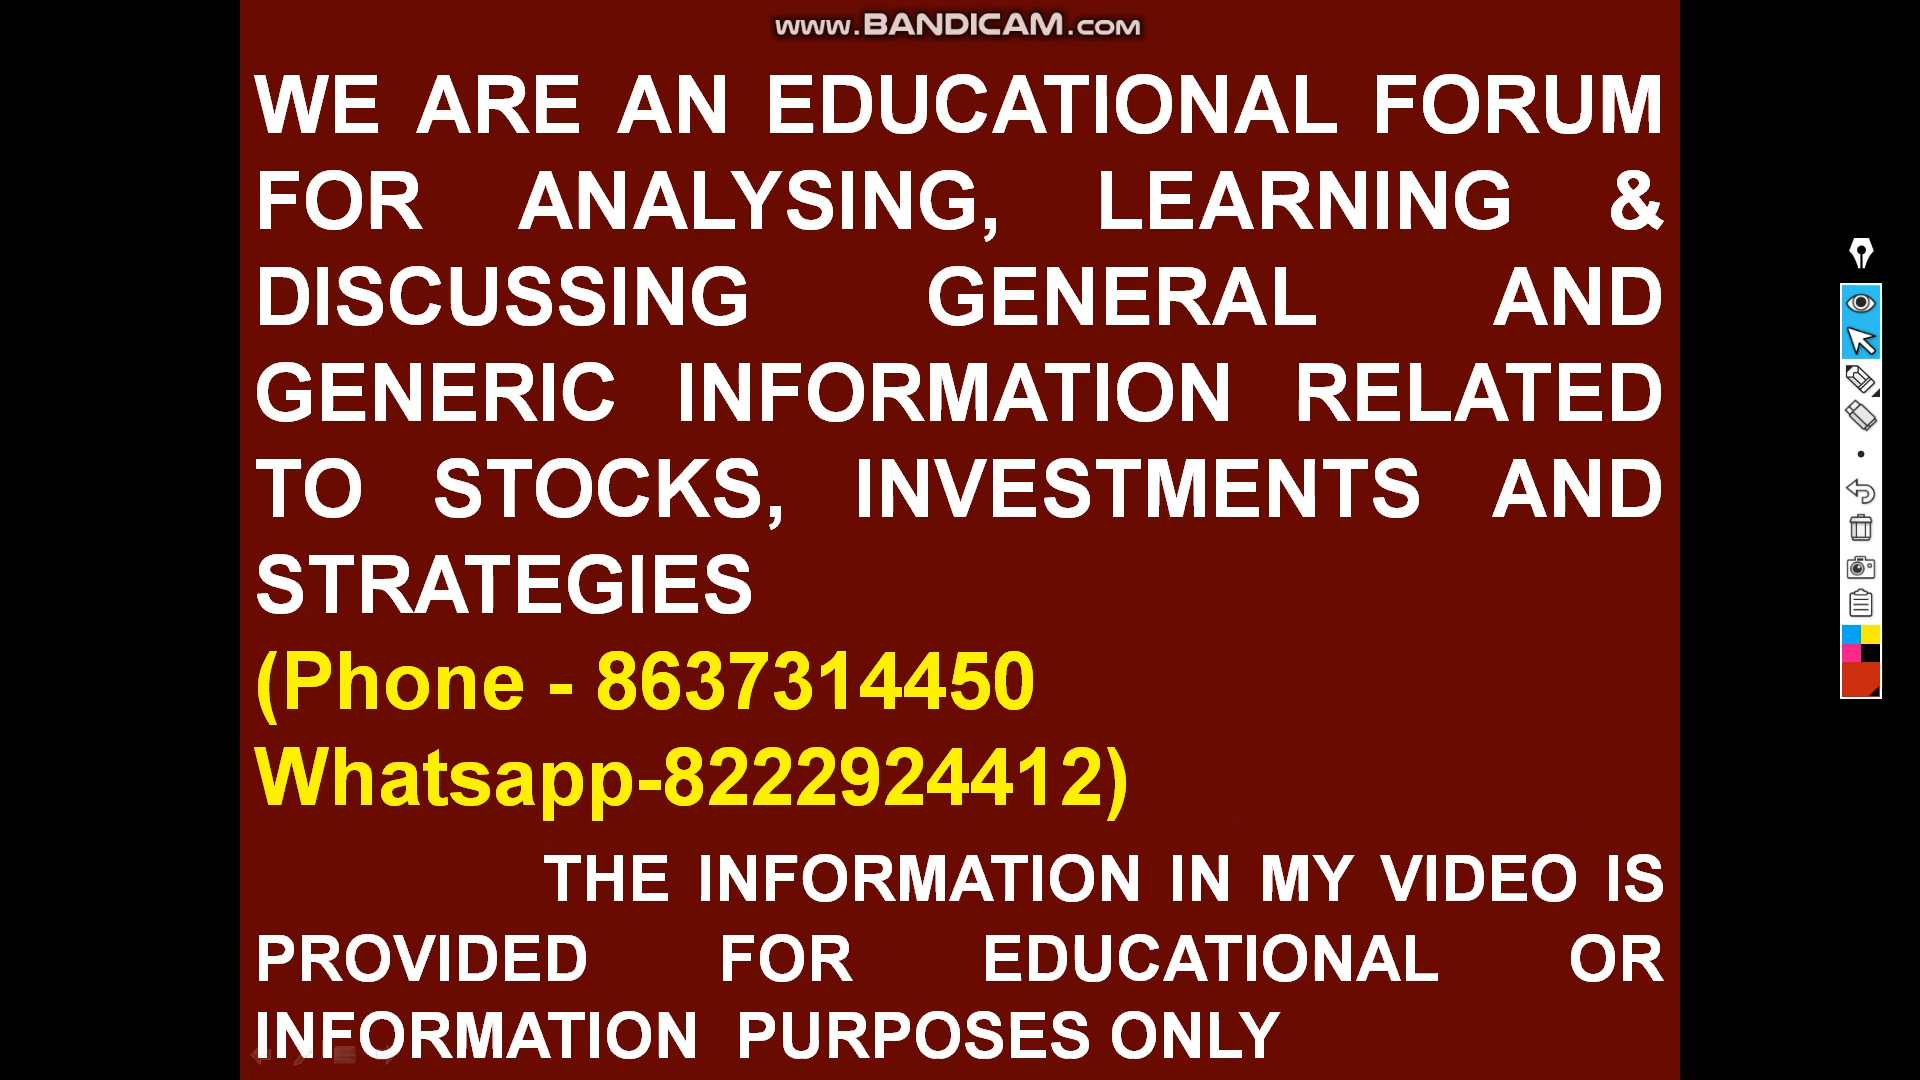 www.BANDICAM.com
WE ARE AN EDUCATIONAL FORUM
FOR ANALYSING, LEARNING &
DISCUSSING GENERAL AND
GENERIC INFORMATION RELATED
TO STOCKS, INVESTMENTS AND
STRATEGIES
(Phone - 8637314450
Whatsapp-8222924412)
THE INFORMATION IN MY VIDEO IS
PROVIDED FOR EDUCATIONAL OR
INFORMATION PURPOSES ONLY